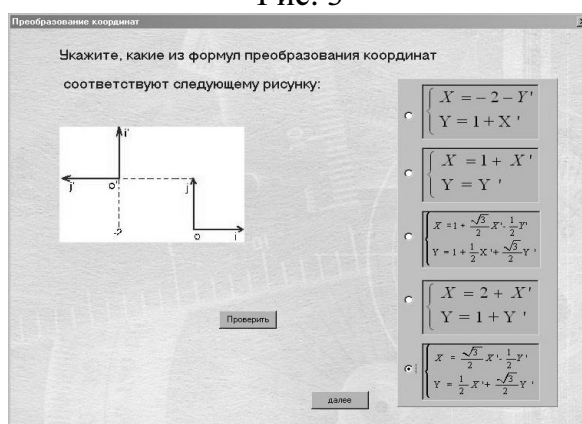 Рис. 3
Преобразование координат
Укажите, какие из формул преобразования координат
соответствуют следующему рисунку:
i'
j'
o'
j
-2
o
i
X = - 2 - Y'
Y = 1 + X '
X = 1 + X '
Y = Y '
X = 1 + √3/2 X'- 1/2 Y'
Y = 1 + 1/2 X '+ √3/2 Y '
X = 2 + X'
Y = 1 + Y '
X = √3/2 X'- 1/2 Y'
Y = 1/2 X'+ √3/2 Y '
Проверить
далее